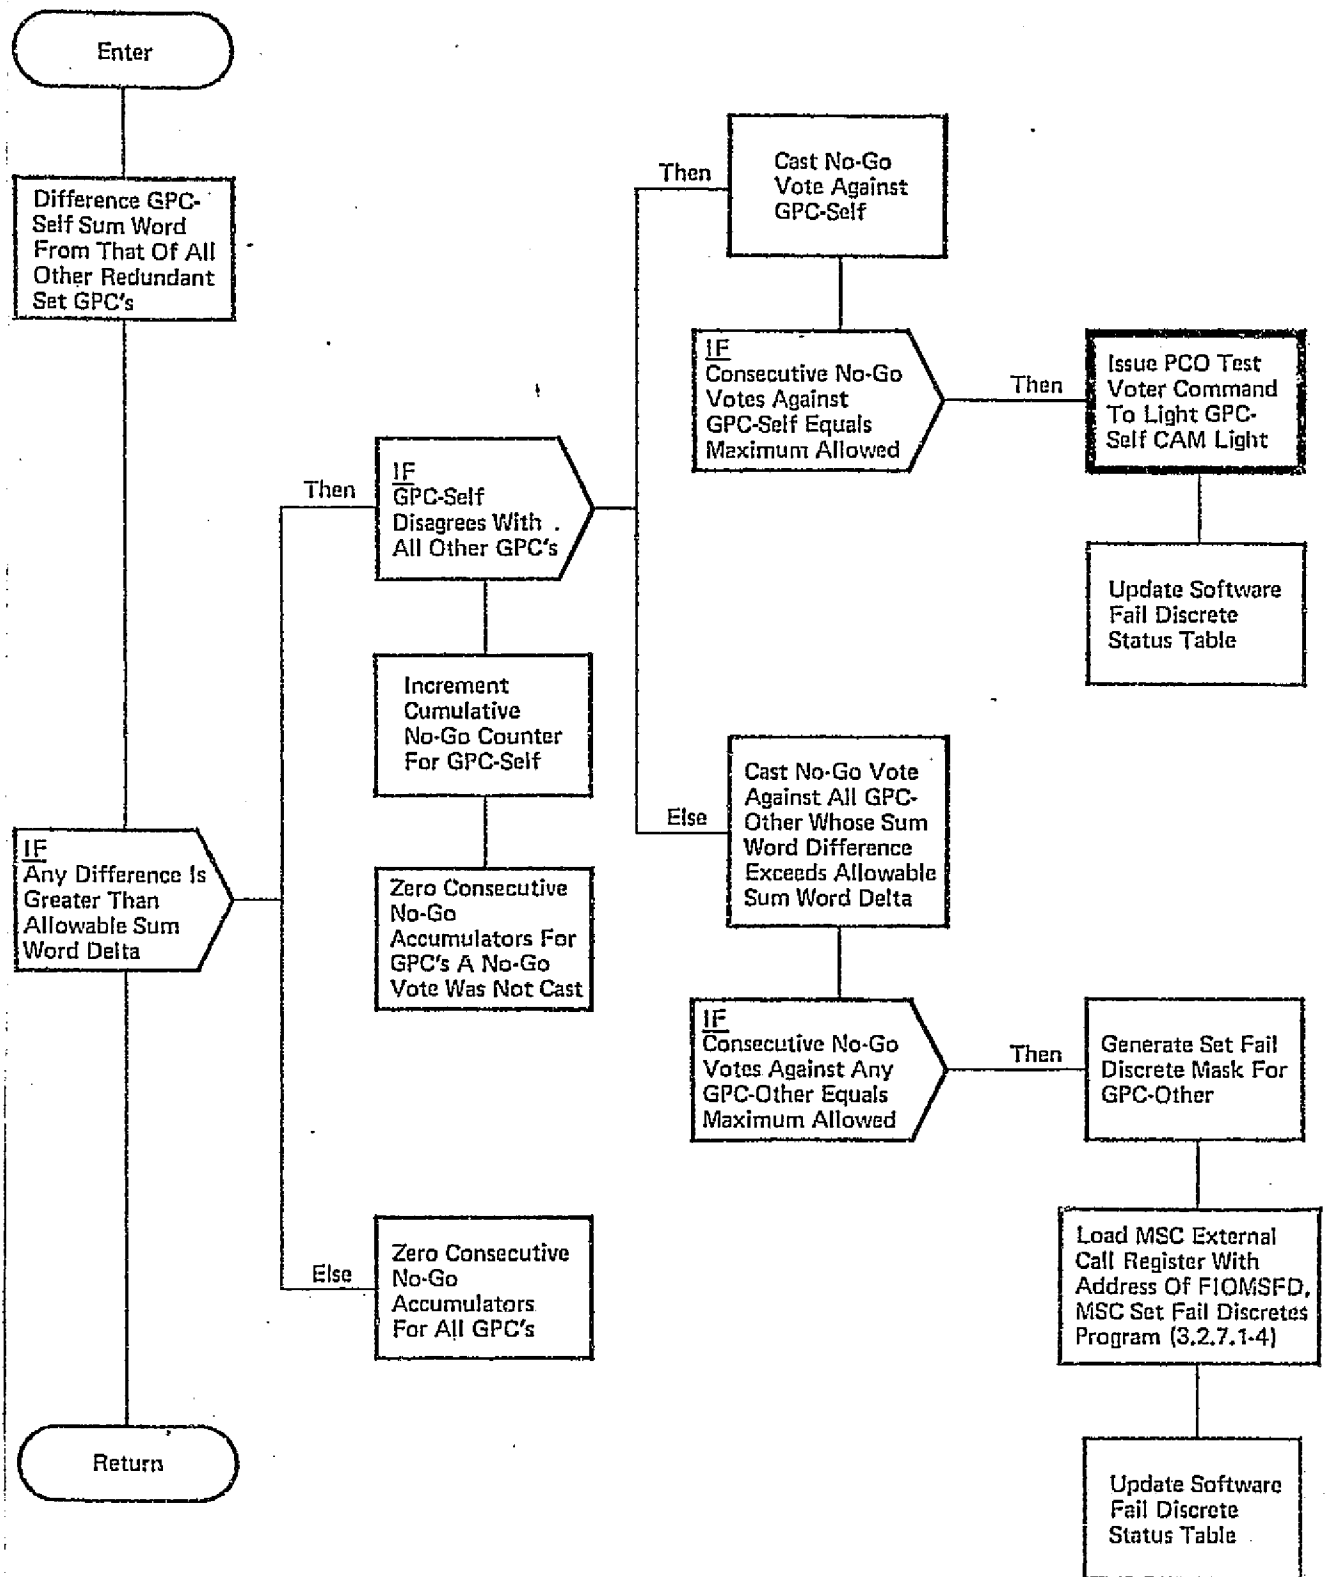 Enter
Difference GPC-
Self Sum Word
From That Of All
Other Redundant
Set GPC's
IF
Any Difference Is
Greater Than
Allowable Sum
Word Delta
Return
Then
IF
GPC-Self
Disagrees With
All Other GPC's
Increment
Cumulative
No-Go Counter
For GPC-Self
Zero Consecutive
No-Go
Accumulators For
GPC's A No-Go
Vote Was Not Cast
Else
Zero Consecutive
No-Go
Accumulators
For All GPC's
Then
Cast No-Go
Vote Against
GPC-Self
IF
Consecutive No-Go
Votes Against
GPC-Self Equals
Maximum Allowed
Then
Issue PCO Test
Voter Command
To Light GPC-
Self CAM Light
Update Software
Fail Discrete
Status Table
Else
Cast No-Go Vote
Against All GPC-
Other Whose Sum
Word Difference
Exceeds Allowable
Sum Word Delta
IF
Consecutive No-Go
Votes Against Any
GPC-Other Equals
Maximum Allowed
Then
Generate Set Fail
Discrete Mask For
GPC-Other
Load MSC External
Call Register With
Address Of FIOMSFD,
MSC Set Fail Discretes
Program (3.2.7.1-4)
Update Software
Fail Discrete
Status Table